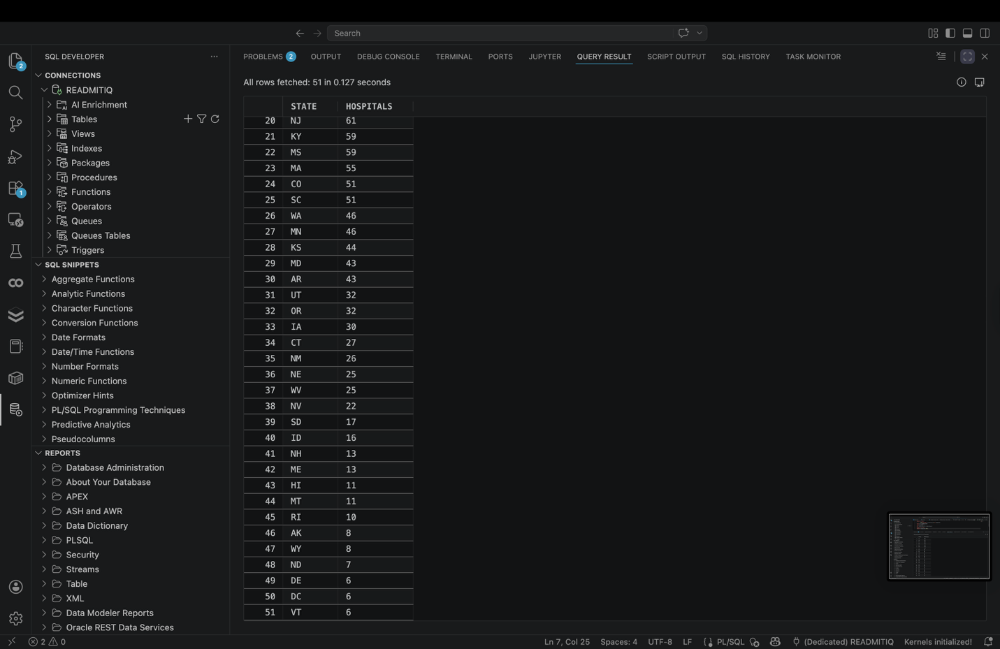 Search
SQL DEVELOPER
PROBLEMS 2 OUTPUT DEBUG CONSOLE TERMINAL PORTS JUPYTER QUERY RESULT SCRIPT OUTPUT SQL HISTORY TASK MONITOR
2
CONNECTIONS
READMITIQ
AI Enrichment
Tables
Views
Indexes
Packages
Procedures
Functions
1
Operators
Queues
Queues Tables
Triggers
SQL SNIPPETS
Aggregate Functions
Analytic Functions
Character Functions
Conversion Functions
Date Formats
Date/Time Functions
Number Formats
Numeric Functions
Optimizer Hints
PL/SQL Programming Techniques
Predictive Analytics
Pseudocolumns
REPORTS
Database Administration
About Your Database
APEX
ASH and AWR
Data Dictionary
PLSQL
Security
Streams
Table
XML
Data Modeler Reports
Oracle REST Data Services
All rows fetched: 51 in 0.127 seconds
STATE HOSPITALS
20 NJ 61
21 KY 59
22 MS 59
23 MA 55
24 CO 51
25 SC 51
26 WA 46
27 MN 46
28 KS 44
29 MD 43
30 AR 43
31 UT 32
32 OR 32
33 IA 30
34 CT 27
35 NM 26
36 NE 25
37 WV 25
38 NV 22
39 SD 17
40 ID 16
41 NH 13
42 ME 13
43 HI 11
44 MT 11
45 RI 10
46 AK 8
47 WY 8
48 ND 7
49 DE 6
50 DC 6
51 VT 6
2 0 Ln 7, Col 25 Spaces: 4 UTF-8 LF PL/SQL (Dedicated) READMITIQ Kernels initialized!